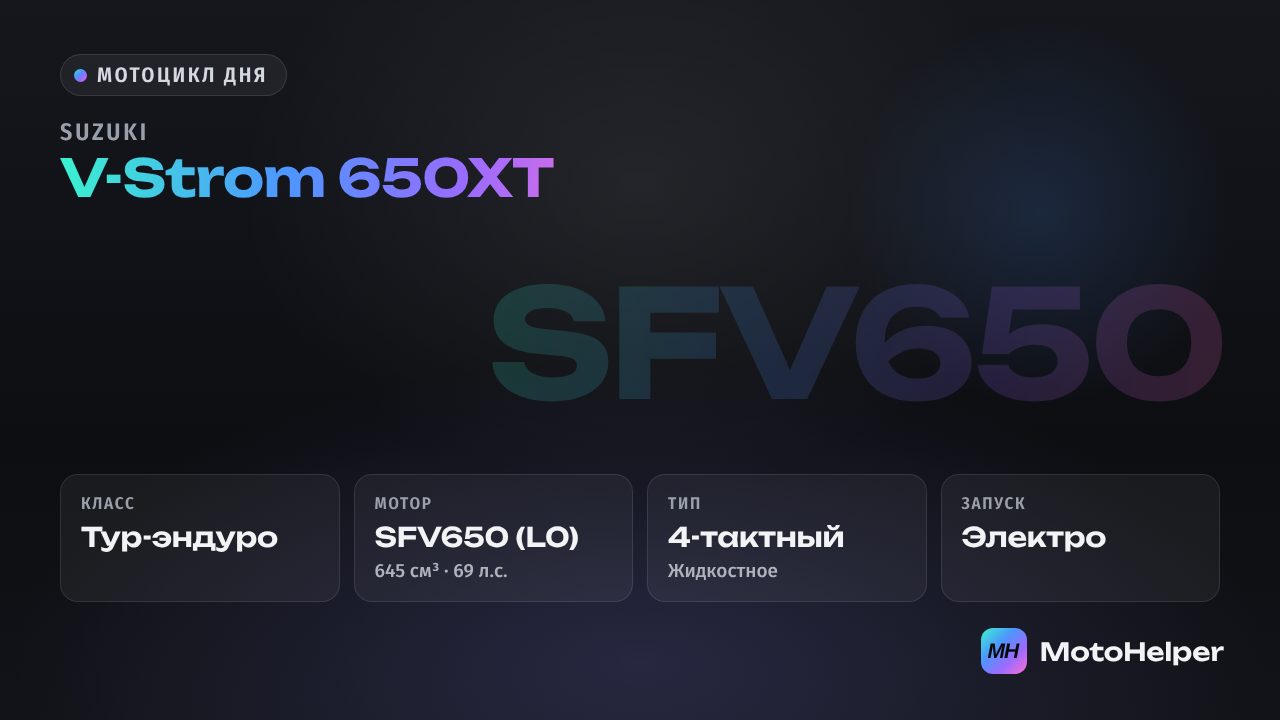 МОТОЦИКЛ ДНЯ
SUZUKI
V-Strom 650XT
SFV650
КЛАСС
Тур-эндуро
МОТОР
SFV650 (L0)
645 см³ · 69 л.с.
ТИП
4-тактный
Жидкостное
ЗАПУСК
Электро
MH MotoHelper